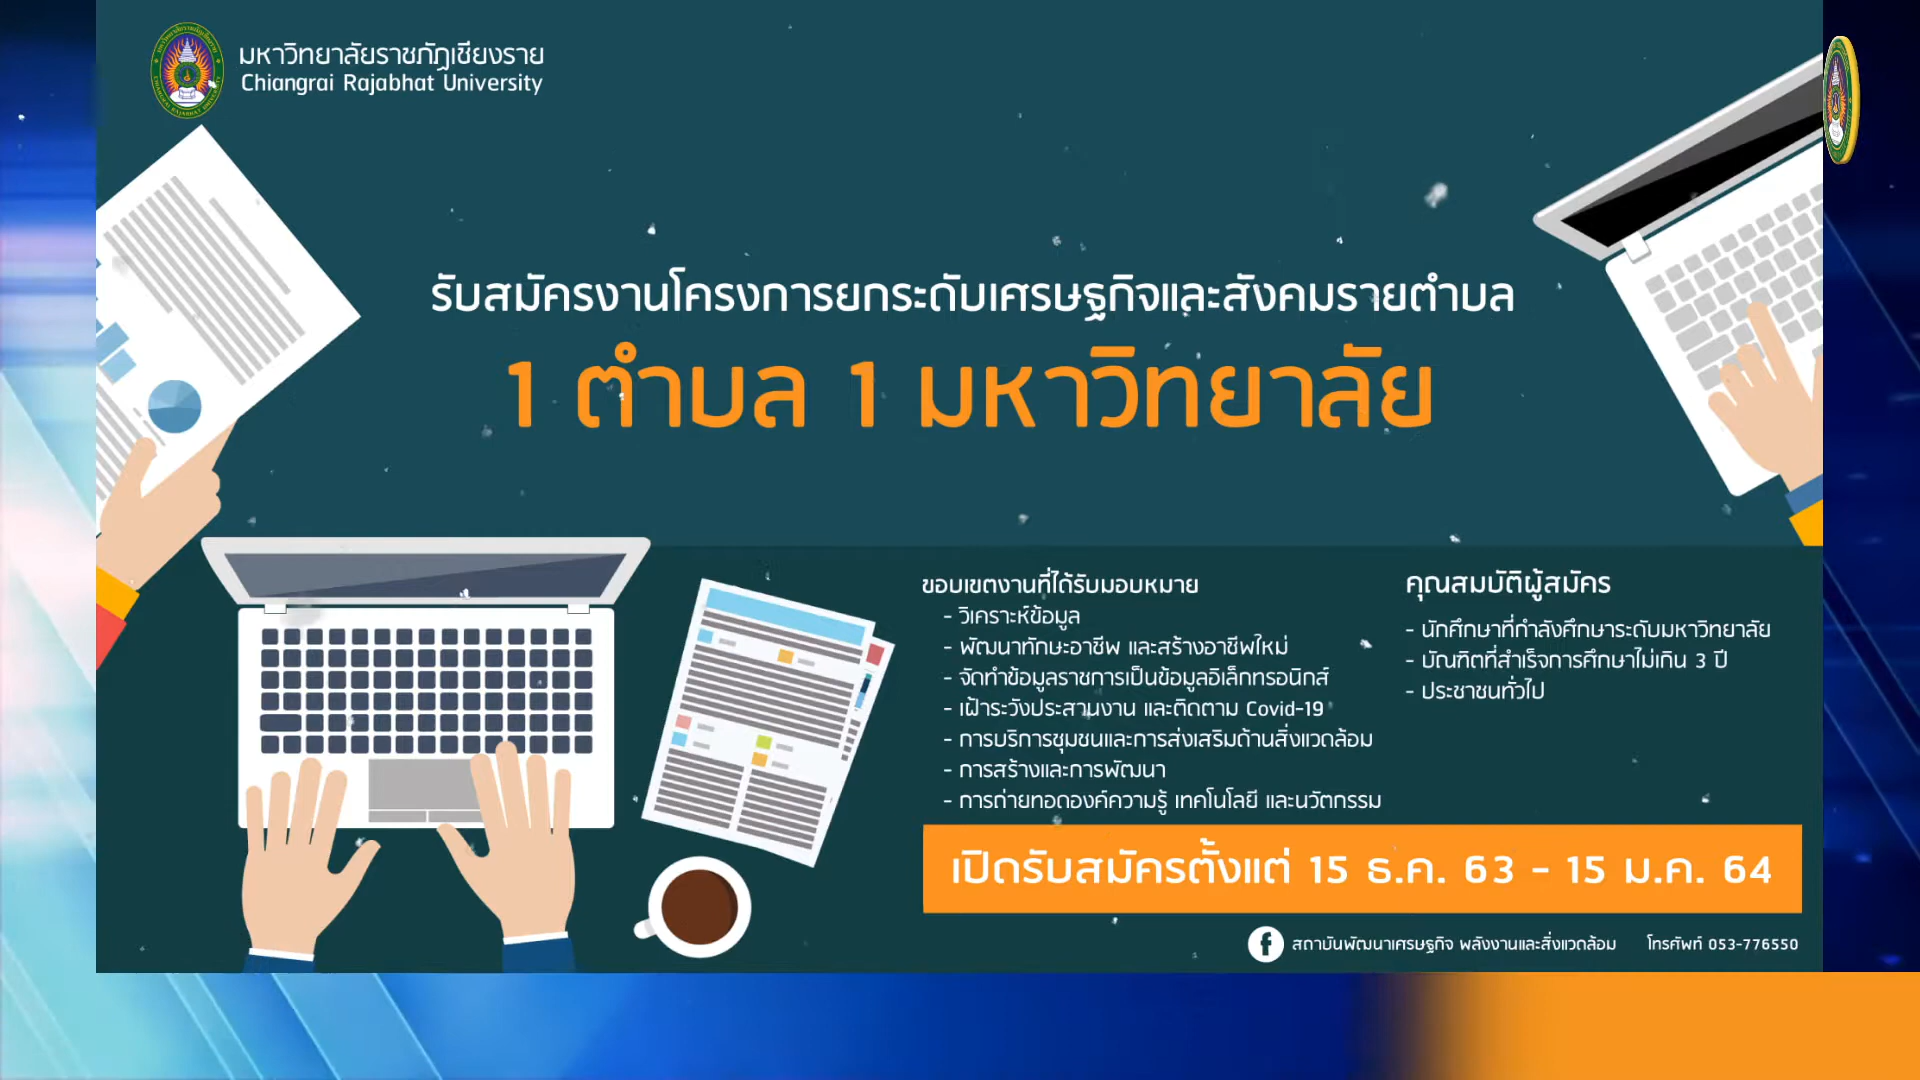 มหาวิทยาลัยราชภัฏเชียงราย
Chiangrai Rajabhat University
รับสมัครงานโครงการยกระดับเศรษฐกิจและสังคมรายตำบล
1 ตำบล 1 มหาวิทยาลัย
ขอบเขตงานที่ได้รับมอบหมาย
- วิเคราะห์ข้อมูล
- พัฒนาทักษะอาชีพ และสร้างอาชีพใหม่
- จัดทำข้อมูลราชการเป็นข้อมูลอิเล็กทรอนิกส์
- เฝ้าระวังประสานงาน และติดตาม Covid-19
- การบริการชุมชนและการส่งเสริมด้านสิ่งแวดล้อม
- การสร้างและการพัฒนา
- การถ่ายทอดองค์ความรู้ เทคโนโลยี และนวัตกรรม
คุณสมบัติผู้สมัคร
- นักศึกษาที่กำลังศึกษาระดับมหาวิทยาลัย
- บัณฑิตที่สำเร็จการศึกษาไม่เกิน 3 ปี
- ประชาชนทั่วไป
เปิดรับสมัครตั้งแต่ 15 ธ.ค. 63 - 15 ม.ค. 64
สถาบันพัฒนาเศรษฐกิจ พลังงานและสิ่งแวดล้อม โทรศัพท์ 053-776550